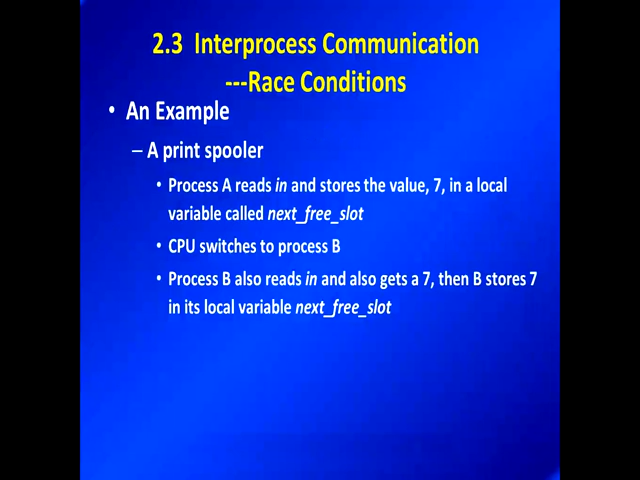 2.3 Interprocess Communication
---Race Conditions
• An Example
– A print spooler
• Process A reads in and stores the value, 7, in a local
variable called next_free_slot
• CPU switches to process B
• Process B also reads in and also gets a 7, then B stores 7
in its local variable next_free_slot